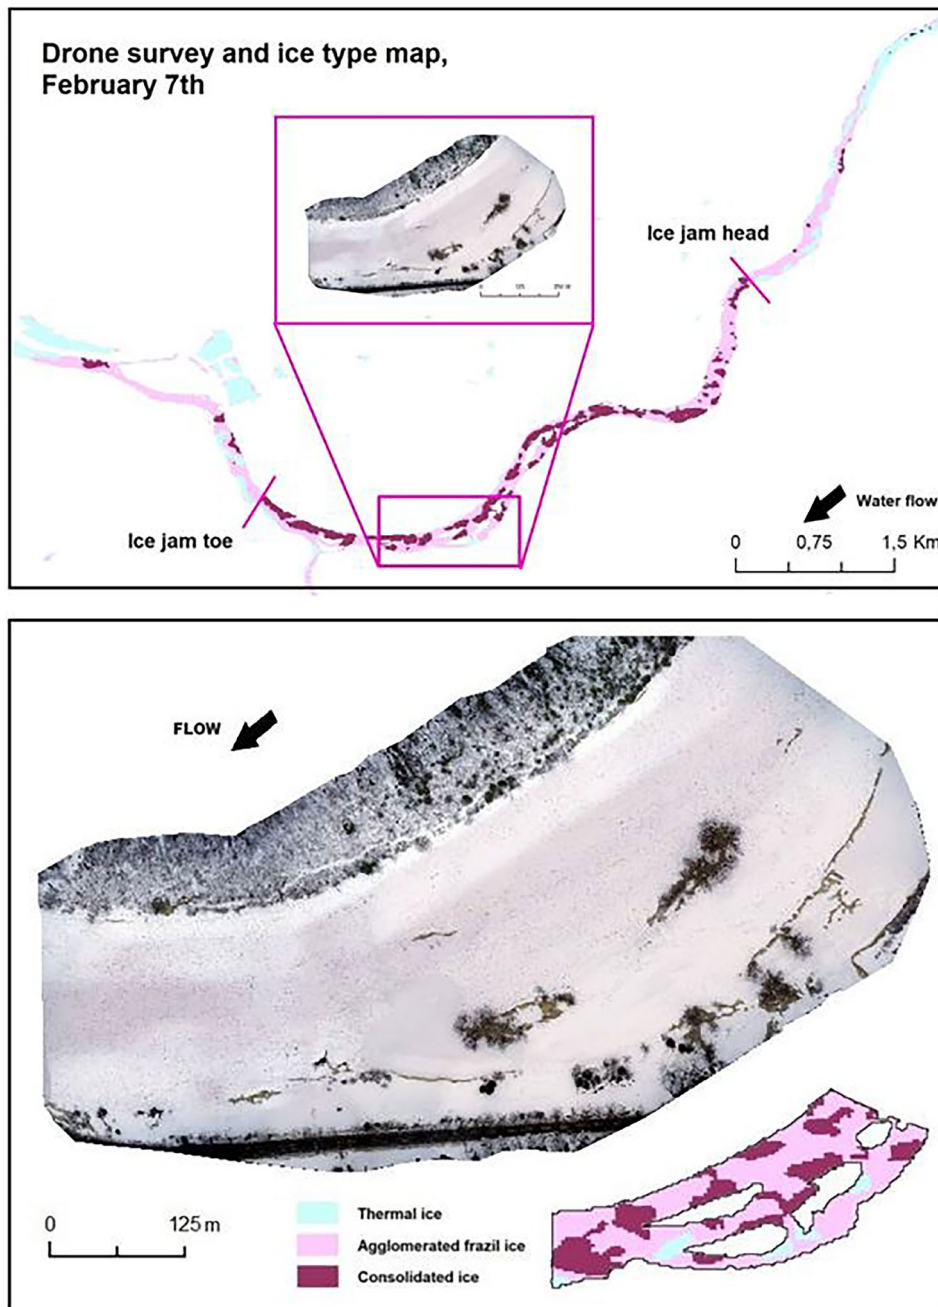 Drone survey and ice type map,
February 7th
Ice jam head
Ice jam toe
Water flow
0 0,75 1,5 Km
FLOW
0 125 m
Thermal ice
Agglomerated frazil ice
Consolidated ice